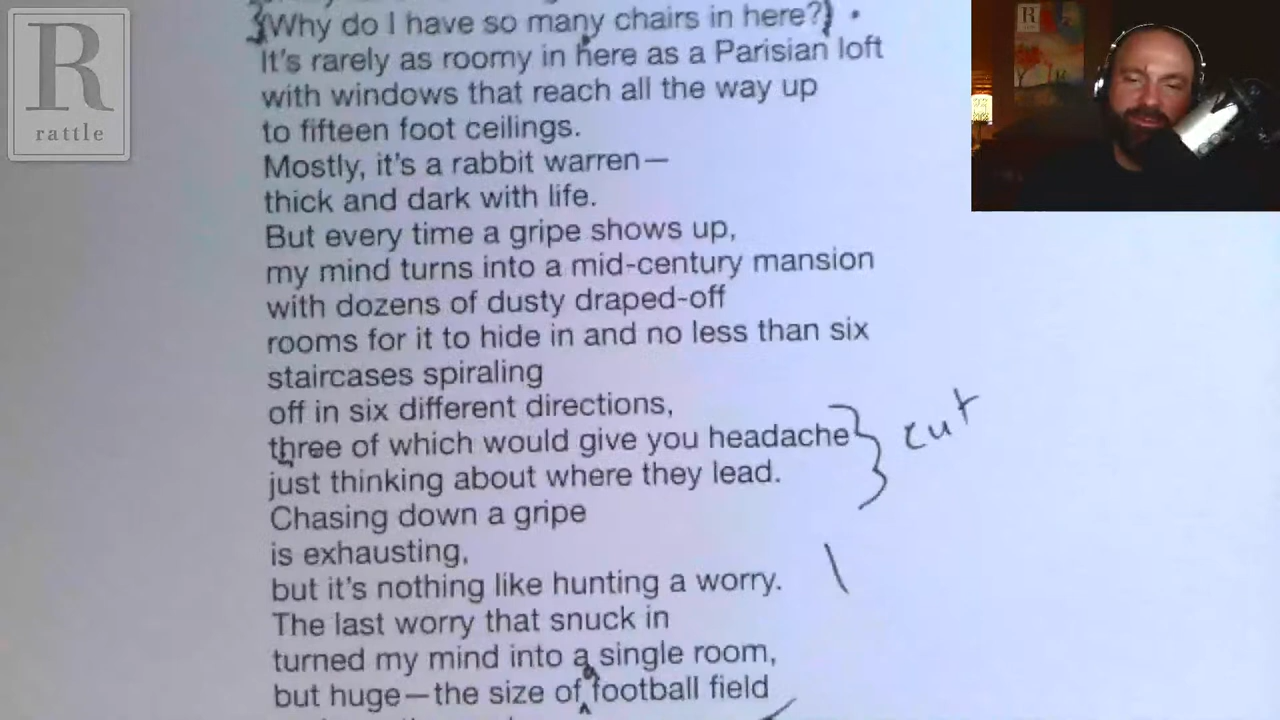 R
rattle
(Why do I have so many chairs in here?)
It's rarely as roomy in here as a Parisian loft
with windows that reach all the way up
to fifteen foot ceilings.
Mostly, it's a rabbit warren—
thick and dark with life.
But every time a gripe shows up,
my mind turns into a mid-century mansion
with dozens of dusty draped-off
rooms for it to hide in and no less than six
staircases spiraling
off in six different directions,
three of which would give you headache
just thinking about where they lead.
cut
Chasing down a gripe
is exhausting,
but it's nothing like hunting a worry.
The last worry that snuck in
turned my mind into a single room,
but huge—the size of football field